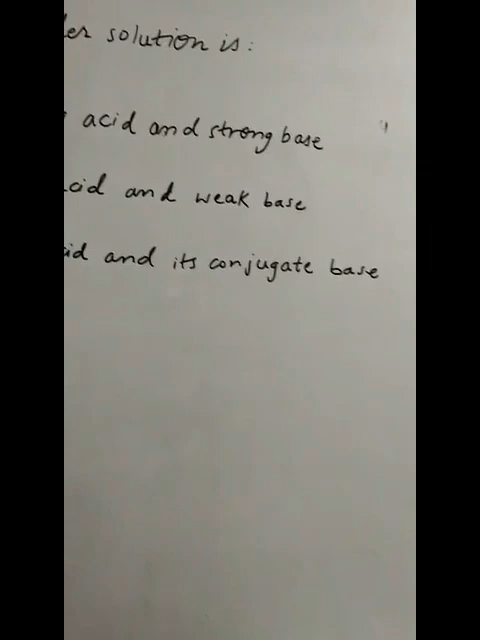 solution is:
acid and strong base
and weak base
and its conjugate base